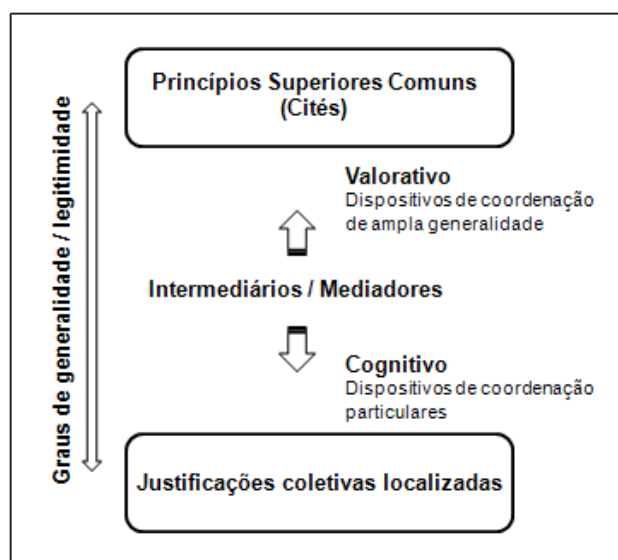 Princípios Superiores Comuns
(Cités)
Graus de generalidade / legitimidade
Valorativo
Dispositivos de coordenação
de ampla generalidade
Intermediários / Mediadores
Cognitivo
Dispositivos de coordenação
particulares
Justificações coletivas localizadas